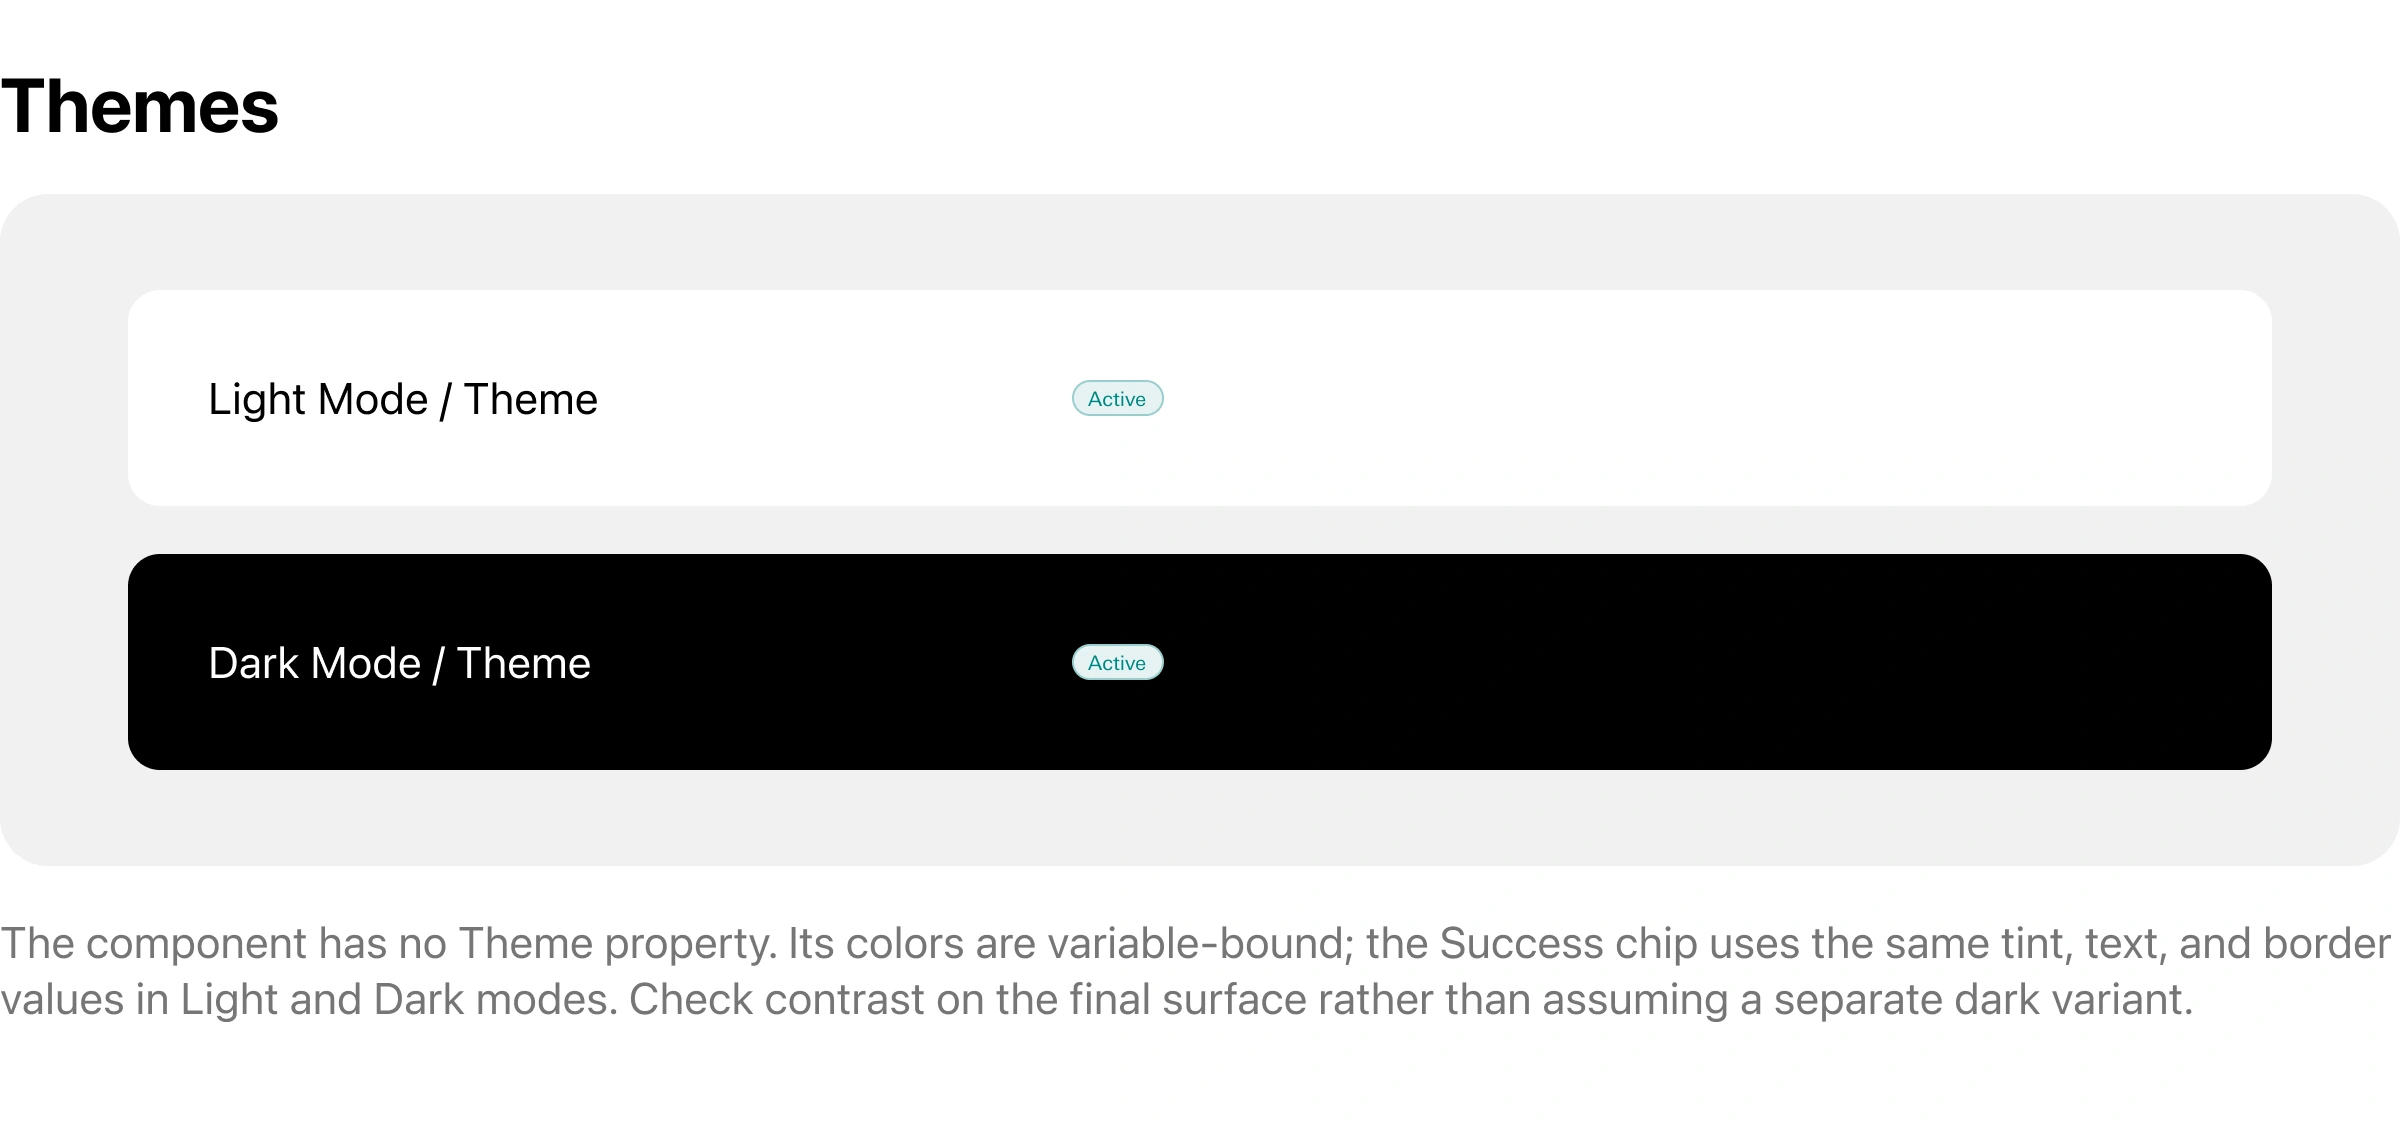 Themes
Light Mode / Theme
Active
Dark Mode / Theme
Active
The component has no Theme property. Its colors are variable-bound; the Success chip uses the same tint, text, and border
values in Light and Dark modes. Check contrast on the final surface rather than assuming a separate dark variant.